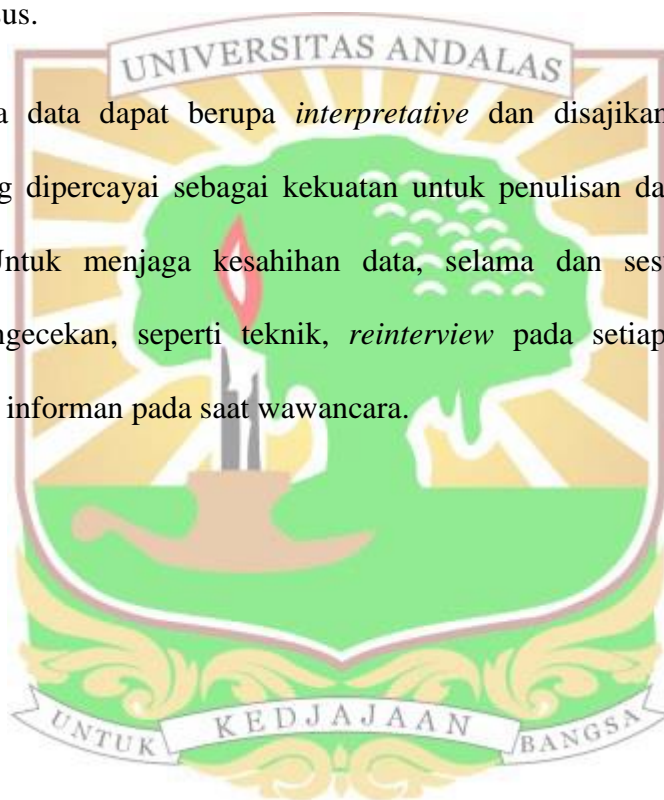 sus.
UNIVERSITAS ANDALAS
a data dapat berupa interpretative dan disajikan
g dipercayai sebagai kekuatan untuk penulisan da
Untuk menjaga kesahihan data, selama dan ses
ngecekan, seperti teknik, reinterview pada setiap
informan pada saat wawancara.
UNTUK KEDJAJAAN BANGSA